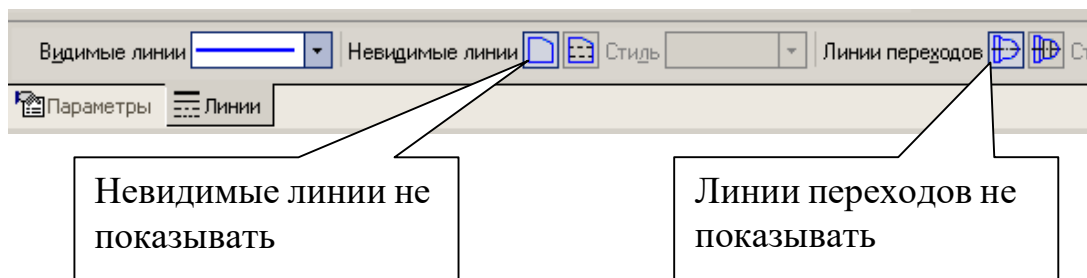 Видимые линии Невидимые линии Стиль Линии переходов
Параметры Линии
Невидимые линии не
показывать
Линии переходов не
показывать